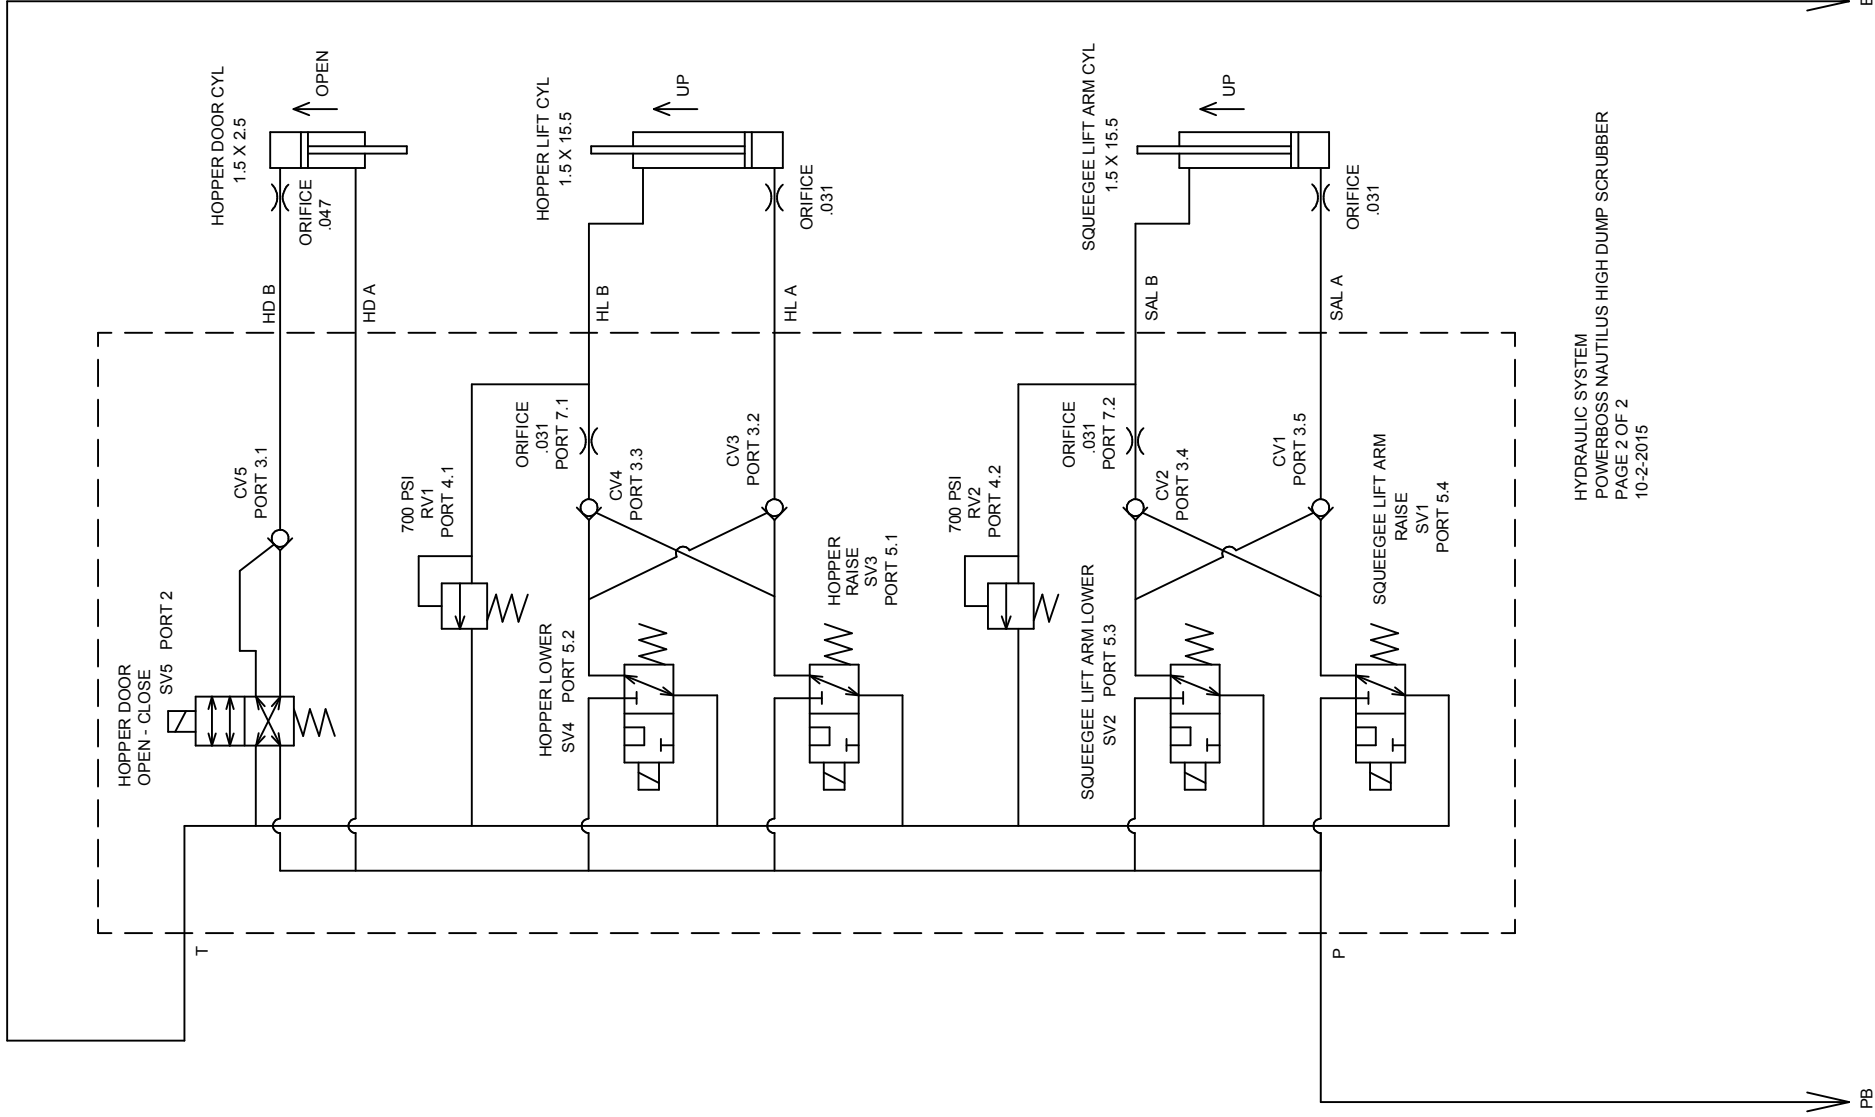 HOPPER DOOR CYL
1.5 X 2.5
OPEN
ORIFICE
.047
HD B
HD A
CV5
PORT 3.1
HOPPER DOOR
OPEN - CLOSE
SV5 PORT 2
HOPPER LIFT CYL
1.5 X 15.5
UP
ORIFICE
.031
HL B
HL A
700 PSI
RV1
PORT 4.1
ORIFICE
.031
PORT 7.1
CV4
PORT 3.3
CV3
PORT 3.2
HOPPER LOWER
SV4 PORT 5.2
HOPPER
RAISE
SV3
PORT 5.1
SQUEEGEE LIFT ARM CYL
1.5 X 15.5
UP
ORIFICE
.031
SAL B
SAL A
700 PSI
RV2
PORT 4.2
ORIFICE
.031
PORT 7.2
CV2
PORT 3.4
CV1
PORT 3.5
SQUEEGEE LIFT ARM LOWER
SV2 PORT 5.3
SQUEEGEE LIFT ARM
RAISE
SV1
PORT 5.4
T
P
HYDRAULIC SYSTEM
POWERBOSS NAUTILUS HIGH DUMP SCRUBBER
PAGE 2 OF 2
10-2-2015
PB